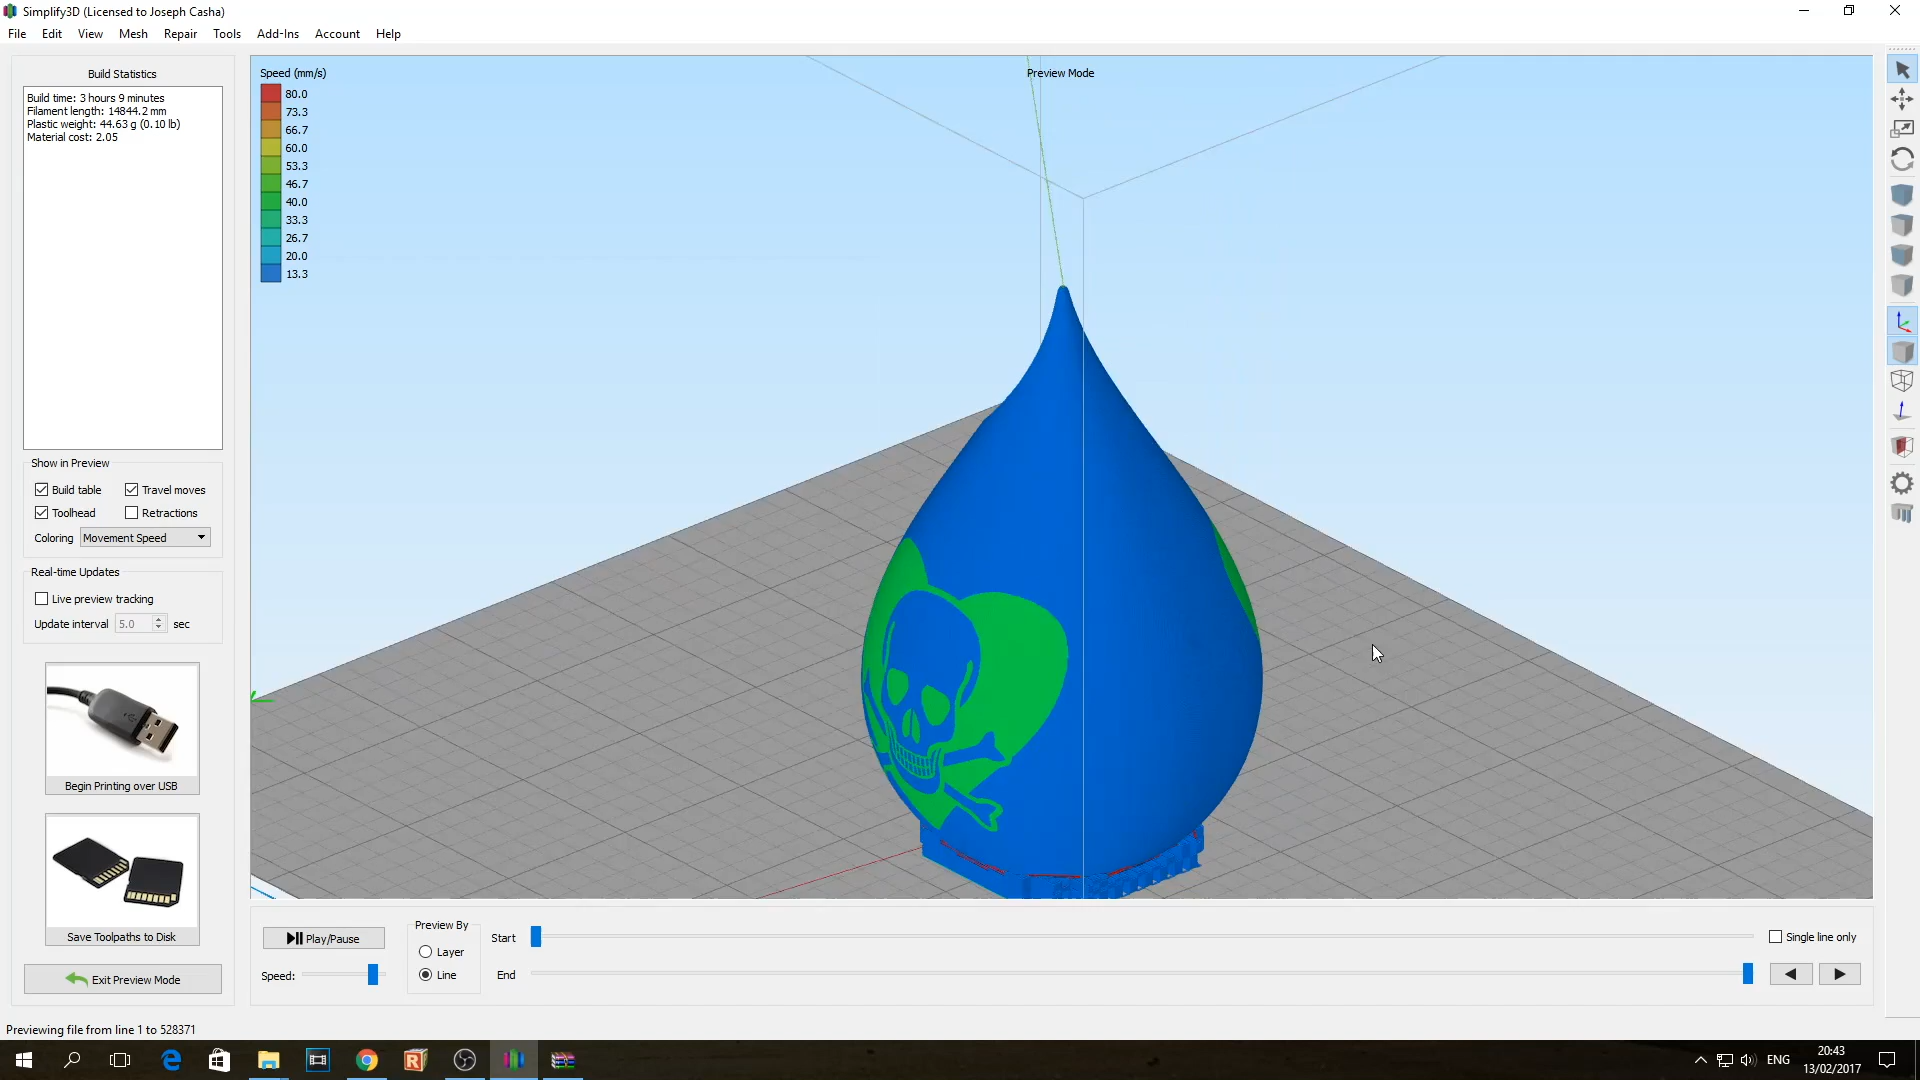 Simplify3D (Licensed to Joseph Casha)
File Edit View Mesh Repair Tools Add-Ins Account Help
Build Statistics
Build time: 3 hours 9 minutes
Filament length: 14844.2 mm
Plastic weight: 44.63 g (0.10 lb)
Material cost: 2.05
Show in Preview
Build table Travel moves
Toolhead Retractions
Coloring Movement Speed
Real-time Updates
Live preview tracking
Update interval 5.0 sec
Begin Printing over USB
Save Toolpaths to Disk
Exit Preview Mode
Speed (mm/s)
80.0
73.3
66.7
60.0
53.3
46.7
40.0
33.3
26.7
20.0
13.3
Preview Mode
Play/Pause
Speed:
Preview By
Layer
Line
Start
End
Single line only
Previewing file from line 1 to 528371
ENG
20:43
13/02/2017